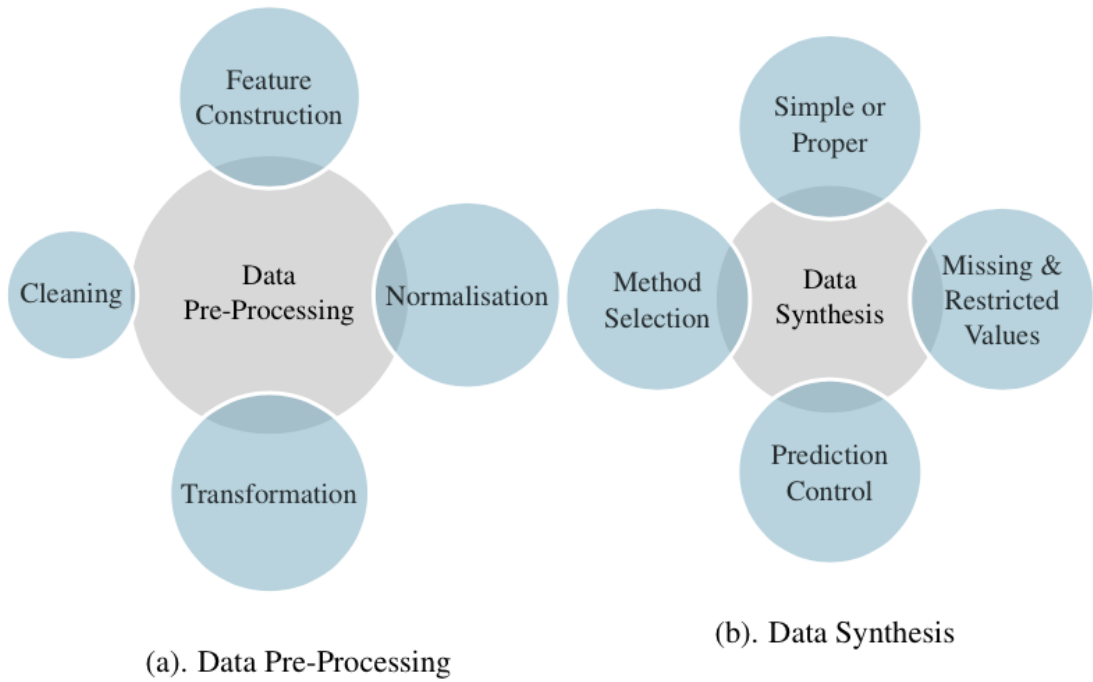 Feature
Construction
Cleaning
Data
Pre-Processing
Normalisation
Transformation
(a). Data Pre-Processing
Simple or
Proper
Method
Selection
Data
Synthesis
Missing &
Restricted
Values
Prediction
Control
(b). Data Synthesis